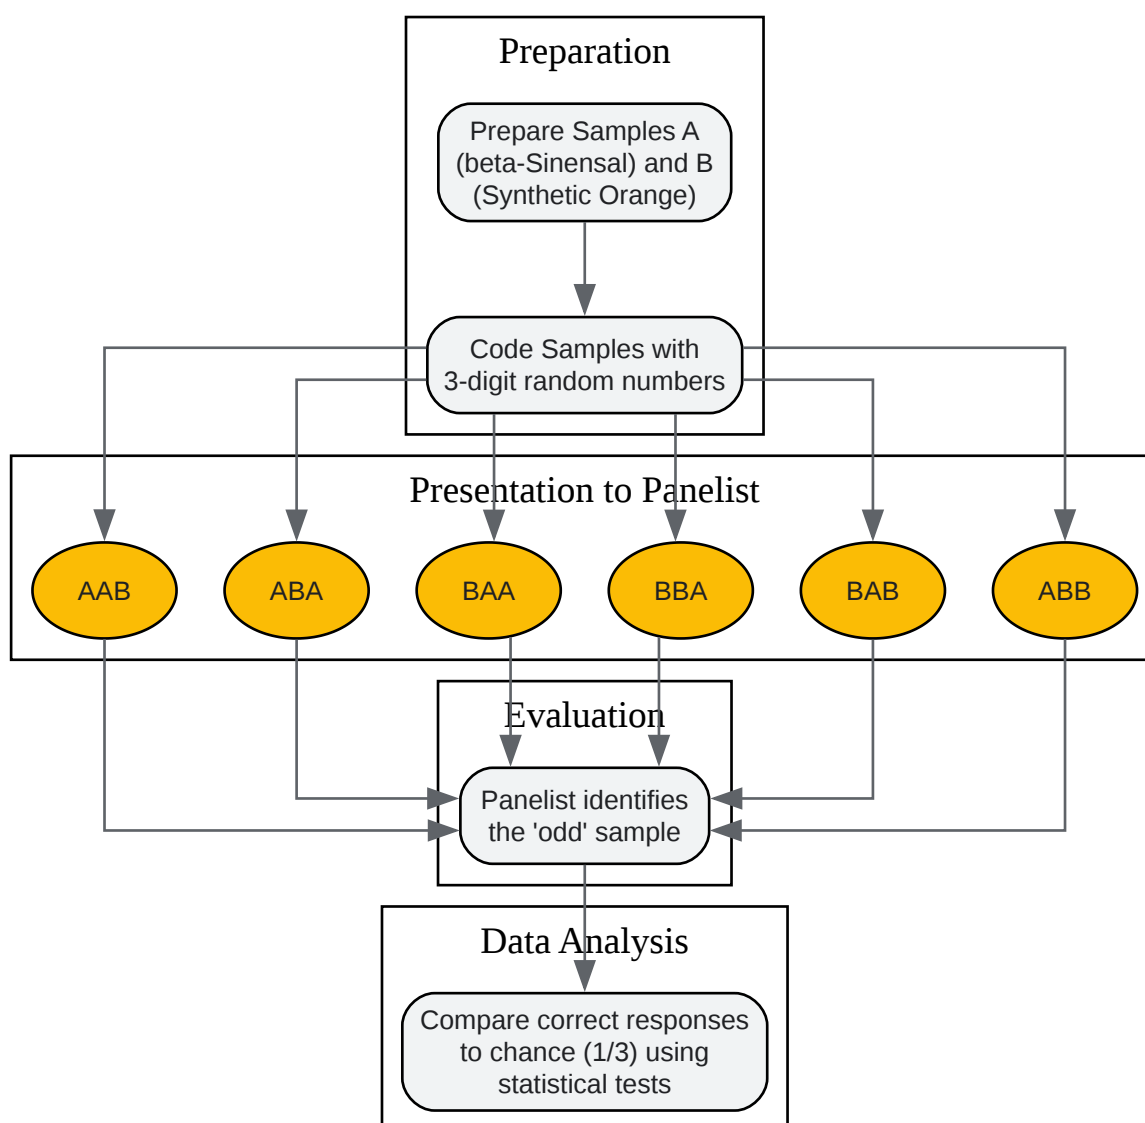 Preparation
Prepare Samples A
(beta-Sinensal) and B
(Synthetic Orange)
Code Samples with
3-digit random numbers
Presentation to Panelist
AAB
ABA
BAA
BBA
BAB
ABB
Evaluation
Panelist identifies
the 'odd' sample
Data Analysis
Compare correct responses
to chance (1/3) using
statistical tests